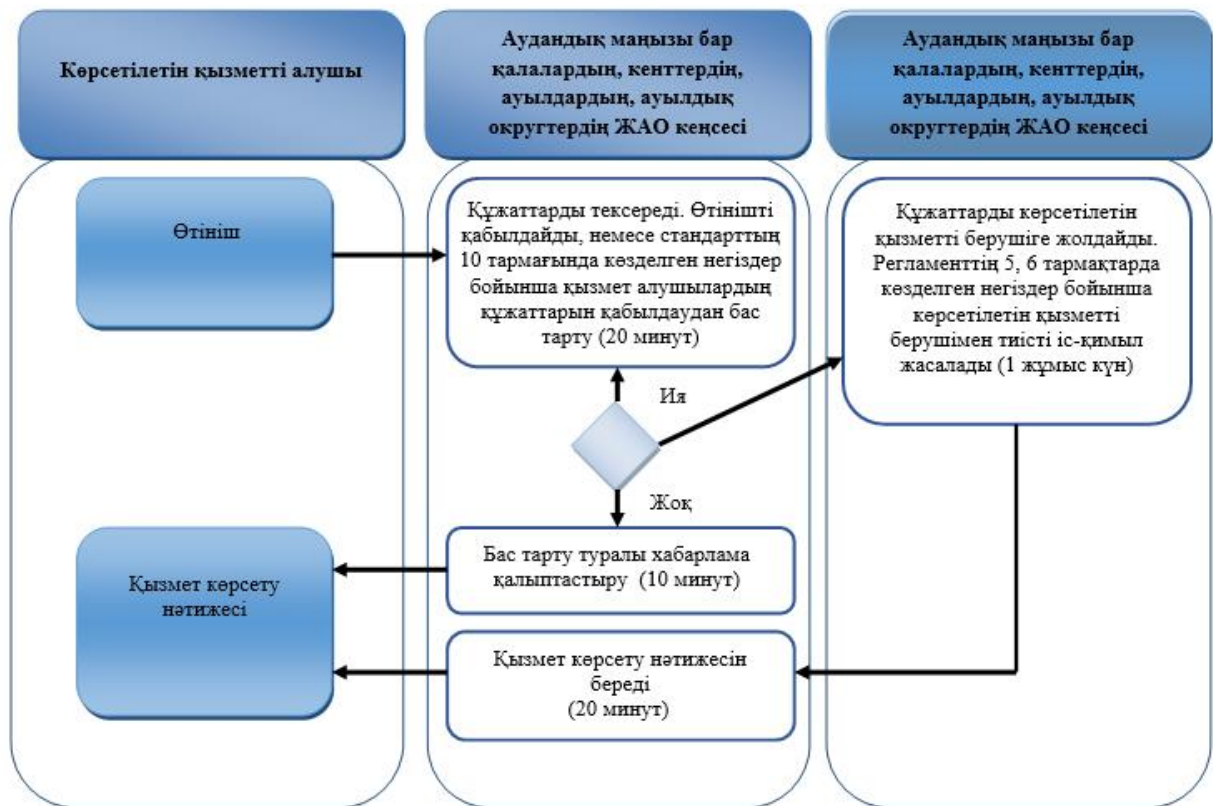 Көрсетілетін қызметті алушы
Аудандық маңызы бар
қалалардың, кенттердің,
ауылдардың, ауылдық
округтердің ЖАО кеңсесі
Аудандық маңызы бар
қалалардың, кенттердің,
ауылдардың, ауылдық
округтердің ЖАО кеңсесі
Өтініш
Құжаттарды тексереді. Өтінішті
қабылдайды, немесе стандарттың
10 тармағында көзделген негіздер
бойынша қызмет алушылардың
құжаттарын қабылдаудан бас
тарту (20 минут)
Құжаттарды көрсетілетін
қызметті берушіге жолдайды.
Регламенттің 5, 6 тармақтарда
көзделген негіздер бойынша
көрсетілетін қызметті
берушімен тиісті іс-қимыл
жасалады (1 жұмыс күн)
Ия
Жоқ
Бас тарту туралы хабарлама
қалыптастыру (10 минут)
Қызмет көрсету
нәтижесі
Қызмет көрсету нәтижесін
береді
(20 минут)